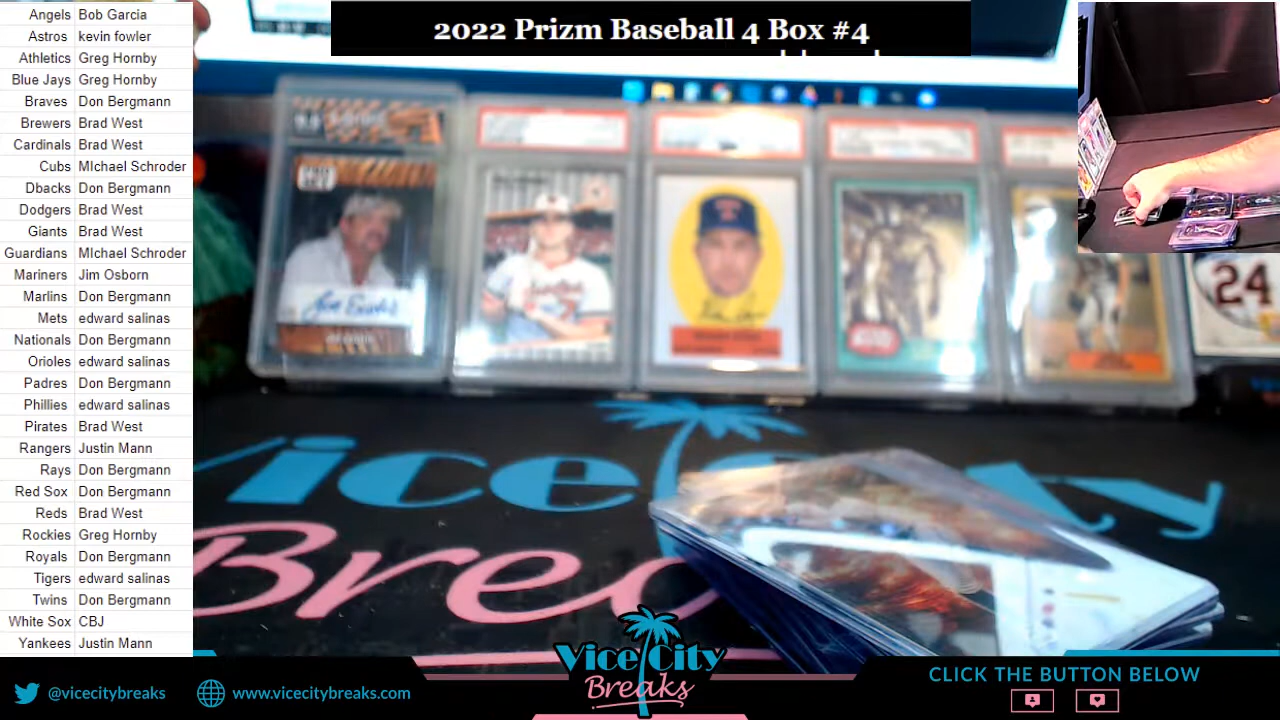 2022 Prizm Baseball 4 Box #4
Angels Bob Garcia
Astros kevin fowler
Athletics Greg Hornby
Blue Jays Greg Hornby
Braves Don Bergmann
Brewers Brad West
Cardinals Brad West
Cubs MIchael Schroder
Dbacks Don Bergmann
Dodgers Brad West
Giants Brad West
Guardians MIchael Schroder
Mariners Jim Osborn
Marlins Don Bergmann
Mets edward salinas
Nationals Don Bergmann
Orioles edward salinas
Padres Don Bergmann
Phillies edward salinas
Pirates Brad West
Rangers Justin Mann
Rays Don Bergmann
Red Sox Don Bergmann
Reds Brad West
Rockies Greg Hornby
Royals Don Bergmann
Tigers edward salinas
Twins Don Bergmann
White Sox CBJ
Yankees Justin Mann
24
Vice City
Brea
@vicecitybreaks
www.vicecitybreaks.com
Vice City
Breaks
CLICK THE BUTTON BELOW